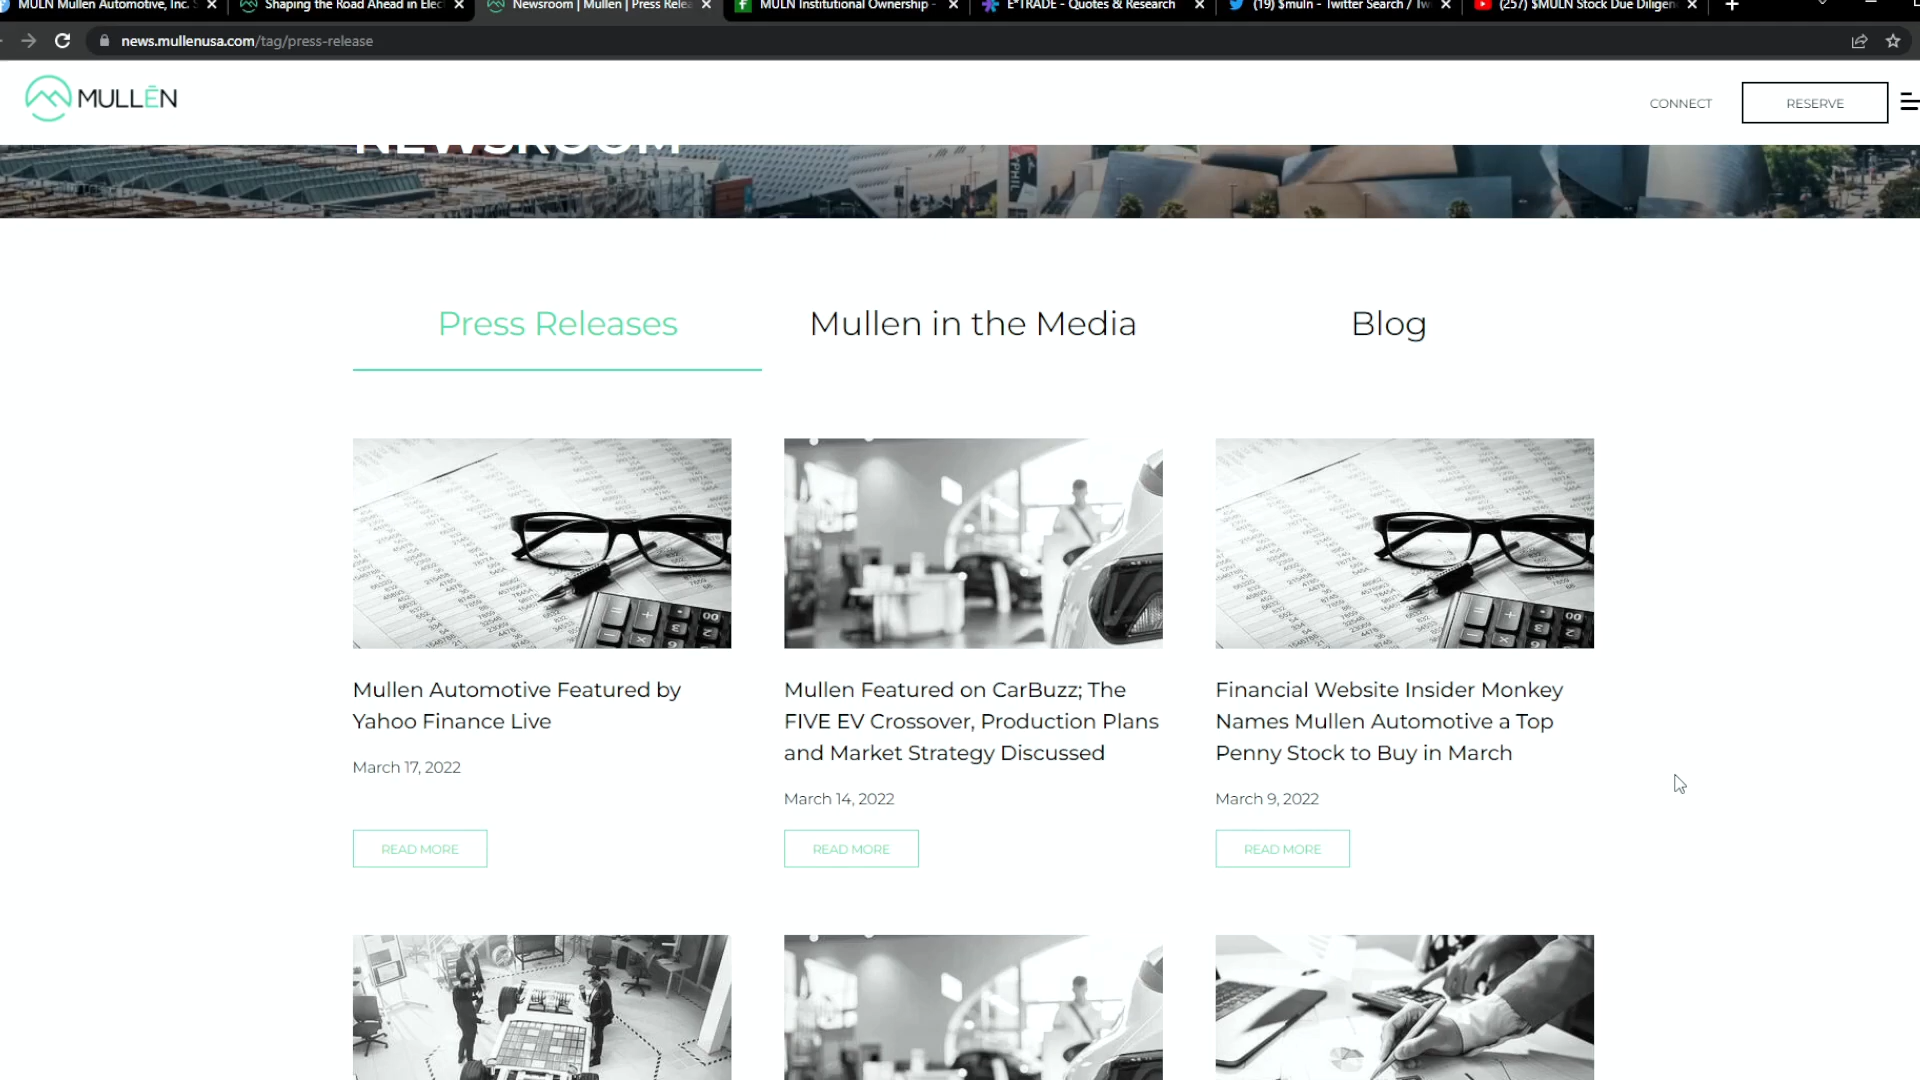 MULN Mullen Automotive, Inc.
Shaping the Road Ahead in Elec
Newsroom | Mullen | Press Relea
MULN Institutional Ownership -
E*TRADE - Quotes & Research
(19) $muln - Twitter Search / Tw
(257) $MULN Stock Due Diligen
news.mullenusa.com/tag/press-release
MULLĒN
CONNECT
RESERVE
NEWSROOM
Press Releases
Mullen in the Media
Blog
Mullen Automotive Featured by
Yahoo Finance Live
March 17, 2022
READ MORE
Mullen Featured on CarBuzz; The
FIVE EV Crossover, Production Plans
and Market Strategy Discussed
March 14, 2022
READ MORE
Financial Website Insider Monkey
Names Mullen Automotive a Top
Penny Stock to Buy in March
March 9, 2022
READ MORE